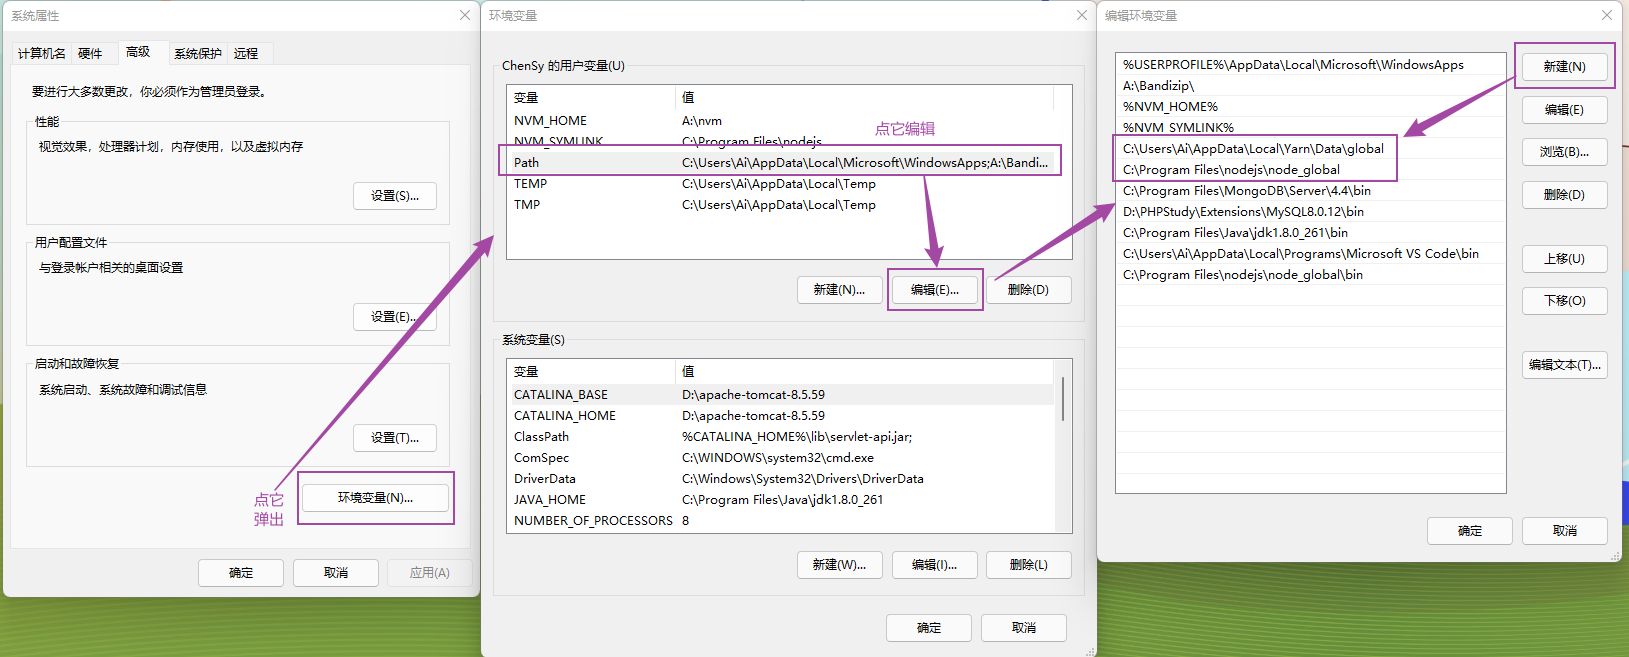 系统属性
计算机名 硬件 高级 系统保护 远程
要进行大多数更改，你必须作为管理员登录。
性能
视觉效果，处理器计划，内存使用，以及虚拟内存
设置(S)...
用户配置文件
与登录帐户相关的桌面设置
设置(E)...
启动和故障恢复
系统启动、系统故障和调试信息
设置(T)...
点它
弹出
环境变量(N)...
确定 取消 应用(A)
环境变量
ChenSy 的用户变量(U)
变量 值
点它编辑
NVM_HOME A:\nvm
NVM_SYMLINK C:\Program Files\nodejs
Path C:\Users\Ai\AppData\Local\Microsoft\WindowsApps;A:\Bandi...
TEMP C:\Users\Ai\AppData\Local\Temp
TMP C:\Users\Ai\AppData\Local\Temp
新建(N)... 编辑(E)... 删除(D)
系统变量(S)
变量 值
CATALINA_BASE D:\apache-tomcat-8.5.59
CATALINA_HOME D:\apache-tomcat-8.5.59
ClassPath %CATALINA_HOME%\lib\servlet-api.jar;
ComSpec C:\WINDOWS\system32\cmd.exe
DriverData C:\Windows\System32\Drivers\DriverData
JAVA_HOME C:\Program Files\Java\jdk1.8.0_261
NUMBER_OF_PROCESSORS 8
新建(W)... 编辑(I)... 删除(L)
确定 取消
编辑环境变量
%USERPROFILE%\AppData\Local\Microsoft\WindowsApps
A:\Bandizip\
%NVM_HOME%
%NVM_SYMLINK%
C:\Users\Ai\AppData\Local\Yarn\Data\global
C:\Program Files\nodejs\node_global
C:\Program Files\MongoDB\Server\4.4\bin
D:\PHPStudy\Extensions\MySQL8.0.12\bin
C:\Program Files\Java\jdk1.8.0_261\bin
C:\Users\Ai\AppData\Local\Programs\Microsoft VS Code\bin
C:\Program Files\nodejs\node_global\bin
新建(N)
编辑(E)
浏览(B)...
删除(D)
上移(U)
下移(O)
编辑文本(T)...
确定 取消